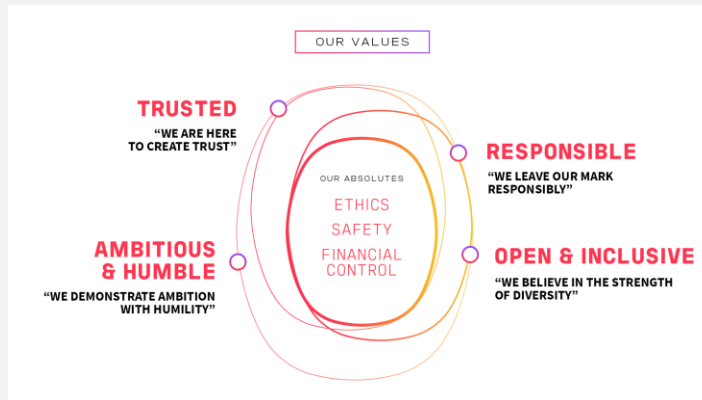 OUR VALUES
TRUSTED
“WE ARE HERE
TO CREATE TRUST”
RESPONSIBLE
“WE LEAVE OUR MARK
RESPONSIBLY”
OUR ABSOLUTES
ETHICS
SAFETY
FINANCIAL
CONTROL
AMBITIOUS
& HUMBLE
“WE DEMONSTRATE AMBITION
WITH HUMILITY”
OPEN & INCLUSIVE
“WE BELIEVE IN THE STRENGTH
OF DIVERSITY”